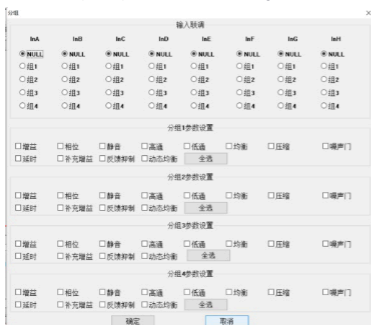 分组
输入联调
InA InB InC InD InE InF InG InH
NULL NULL NULL NULL NULL NULL NULL NULL
组1 组1 组1 组1 组1 组1 组1 组1
组2 组2 组2 组2 组2 组2 组2 组2
组3 组3 组3 组3 组3 组3 组3 组3
组4 组4 组4 组4 组4 组4 组4 组4
分组1参数设置
增益 相位 静音 高通 低通 均衡 压缩 噪声门
延时 补充增益 反馈抑制 动态均衡 全选
分组2参数设置
增益 相位 静音 高通 低通 均衡 压缩 噪声门
延时 补充增益 反馈抑制 动态均衡 全选
分组3参数设置
增益 相位 静音 高通 低通 均衡 压缩 噪声门
延时 补充增益 反馈抑制 动态均衡 全选
分组4参数设置
增益 相位 静音 高通 低通 均衡 压缩 噪声门
延时 补充增益 反馈抑制 动态均衡 全选
确定 取消